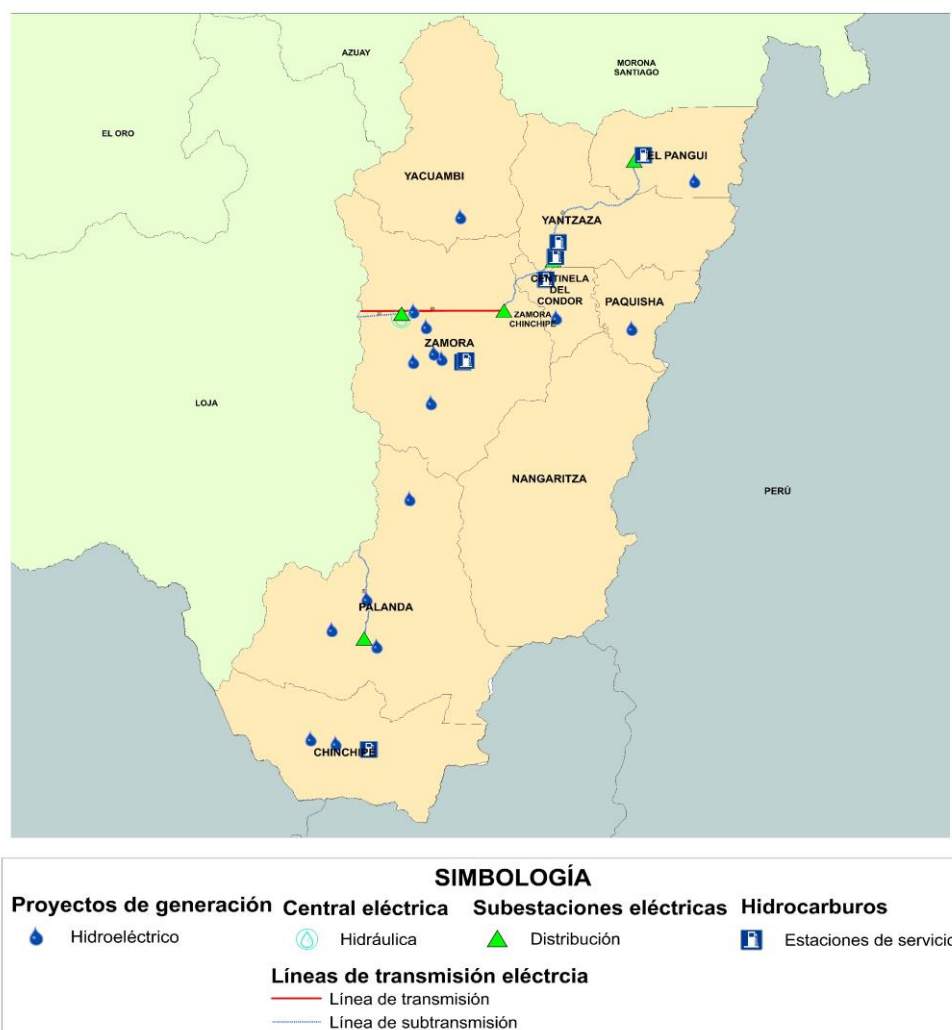 AZUAY
MORONA
SANTIAGO
EL ORO
EL PANGUI
YACUAMBI
YANTZAZA
CENTINELA
DEL
CONDOR
PAQUISHA
ZAMORA
CHINCHIPE
ZAMORA
LOJA
NANGARITZA
PERÚ
PALANDA
CHINCHIPE
SIMBOLOGÍA
Proyectos de generación
Hidroeléctrico
Central eléctrica
Hidráulica
Subestaciones eléctricas
Distribución
Hidrocarburos
Estaciones de servicio
Líneas de transmisión eléctrcia
Línea de transmisión
Línea de subtransmisión